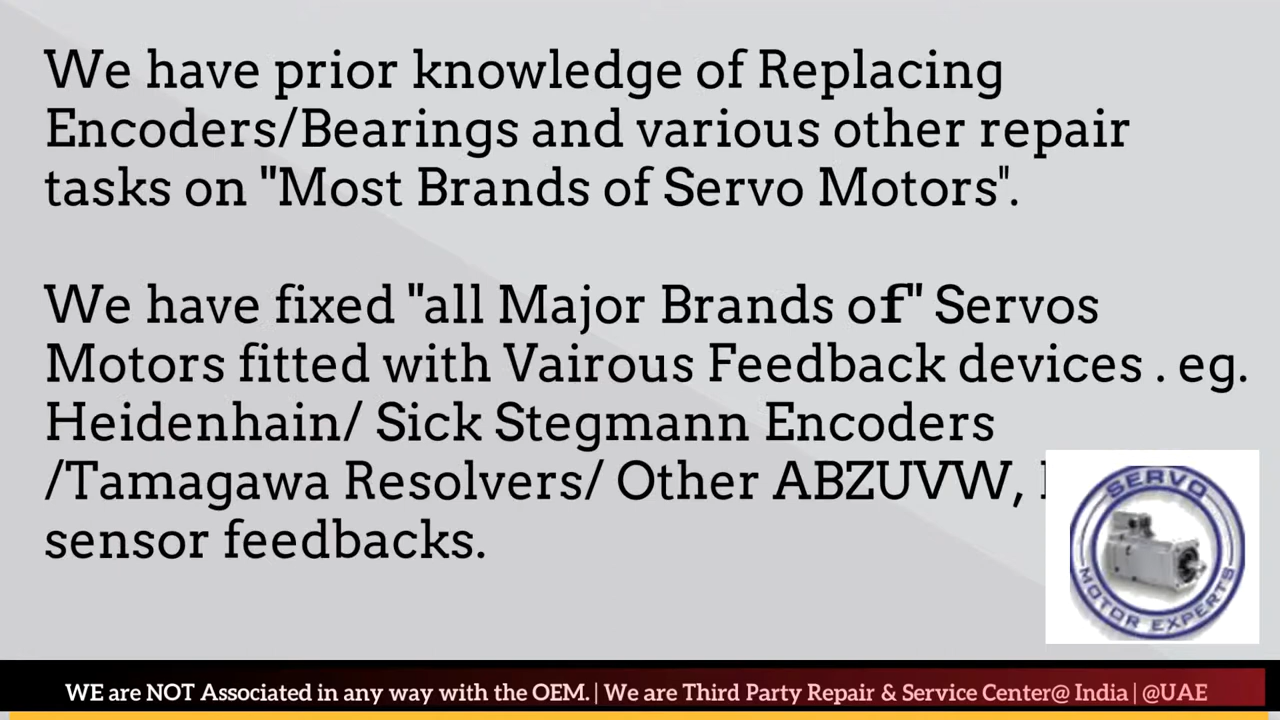 We have prior knowledge of Replacing
Encoders/Bearings and various other repair
tasks on "Most Brands of Servo Motors".
We have fixed "all Major Brands of" Servos
Motors fitted with Vairous Feedback devices . eg.
Heidenhain/ Sick Stegmann Encoders
/Tamagawa Resolvers/ Other ABZUVW,
sensor feedbacks.
SERVO
MOTOR EXPERTS
WE are NOT Associated in any way with the OEM. | We are Third Party Repair & Service Center@ India | @UAE